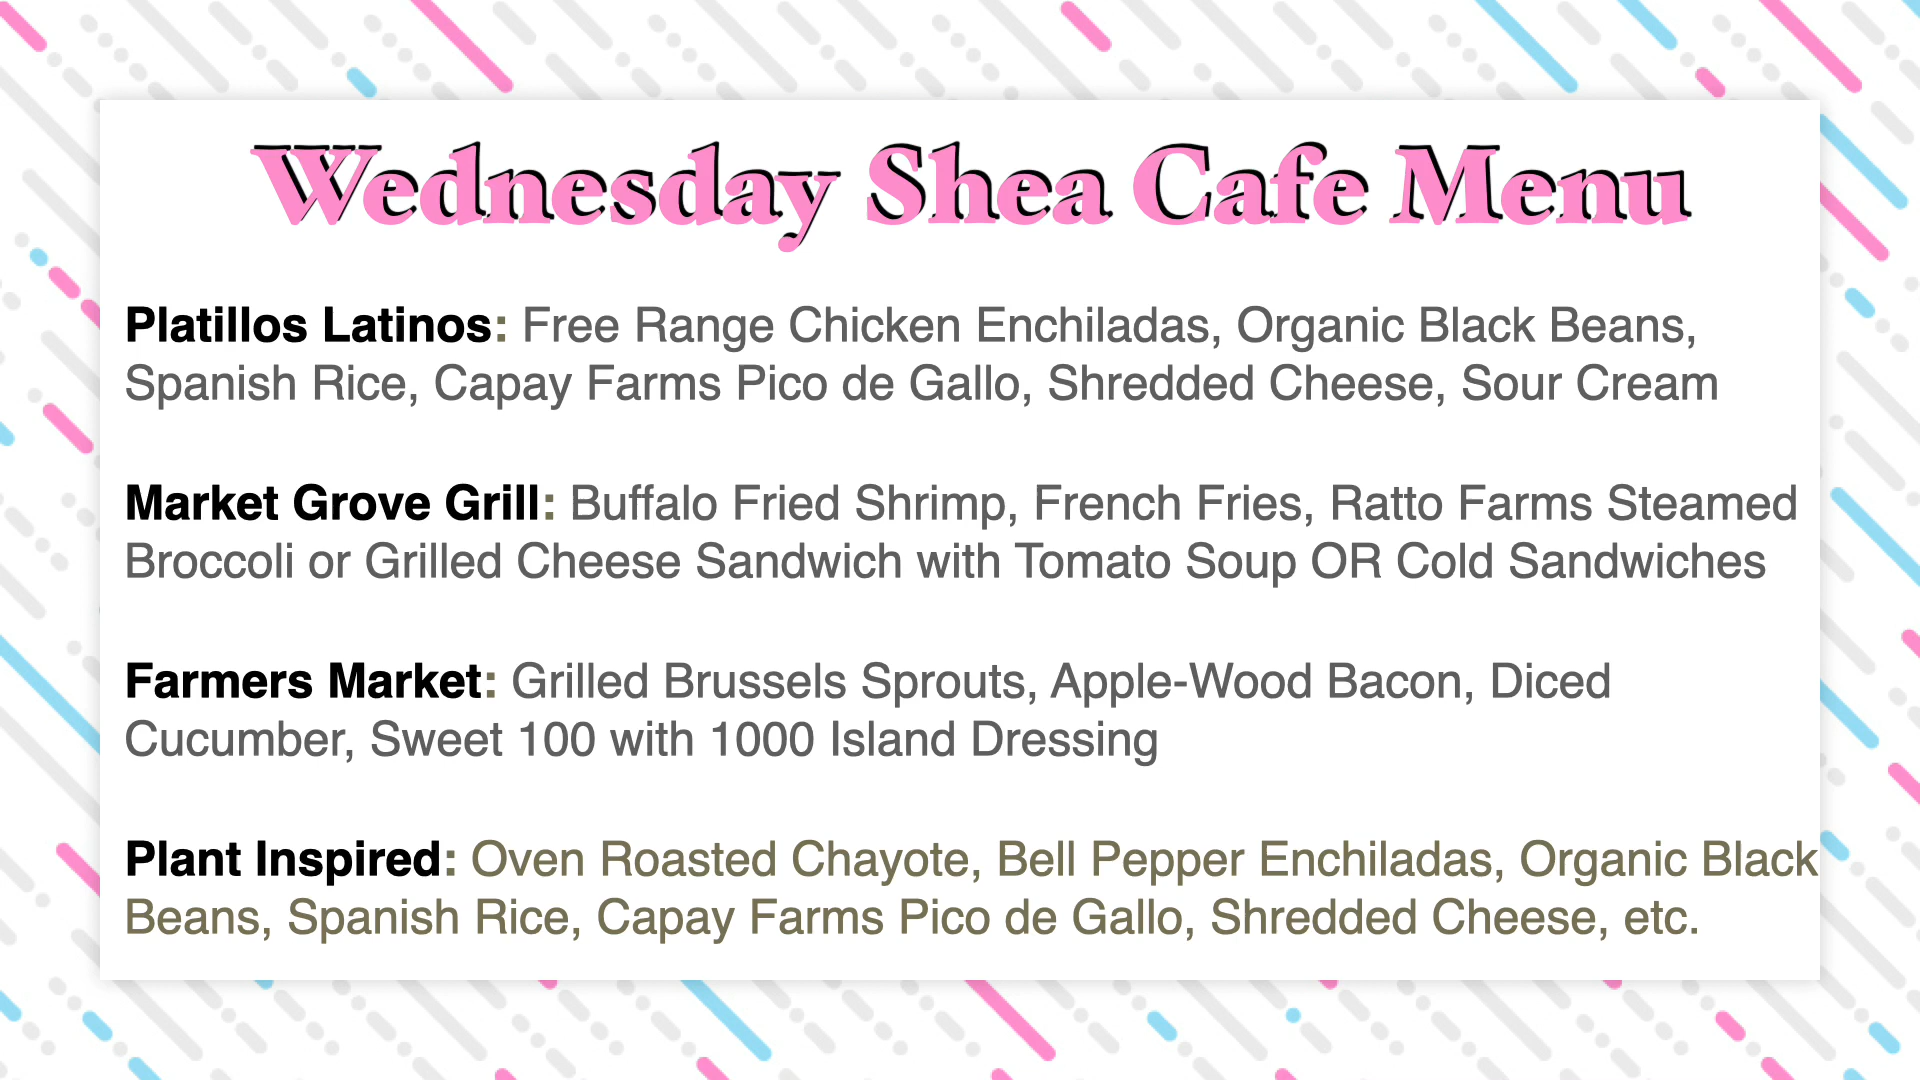 Wednesday Shea Cafe Menu
Platillos Latinos: Free Range Chicken Enchiladas, Organic Black Beans,
Spanish Rice, Capay Farms Pico de Gallo, Shredded Cheese, Sour Cream
Market Grove Grill: Buffalo Fried Shrimp, French Fries, Ratto Farms Steamed
Broccoli or Grilled Cheese Sandwich with Tomato Soup OR Cold Sandwiches
Farmers Market: Grilled Brussels Sprouts, Apple-Wood Bacon, Diced
Cucumber, Sweet 100 with 1000 Island Dressing
Plant Inspired: Oven Roasted Chayote, Bell Pepper Enchiladas, Organic Black
Beans, Spanish Rice, Capay Farms Pico de Gallo, Shredded Cheese, etc.